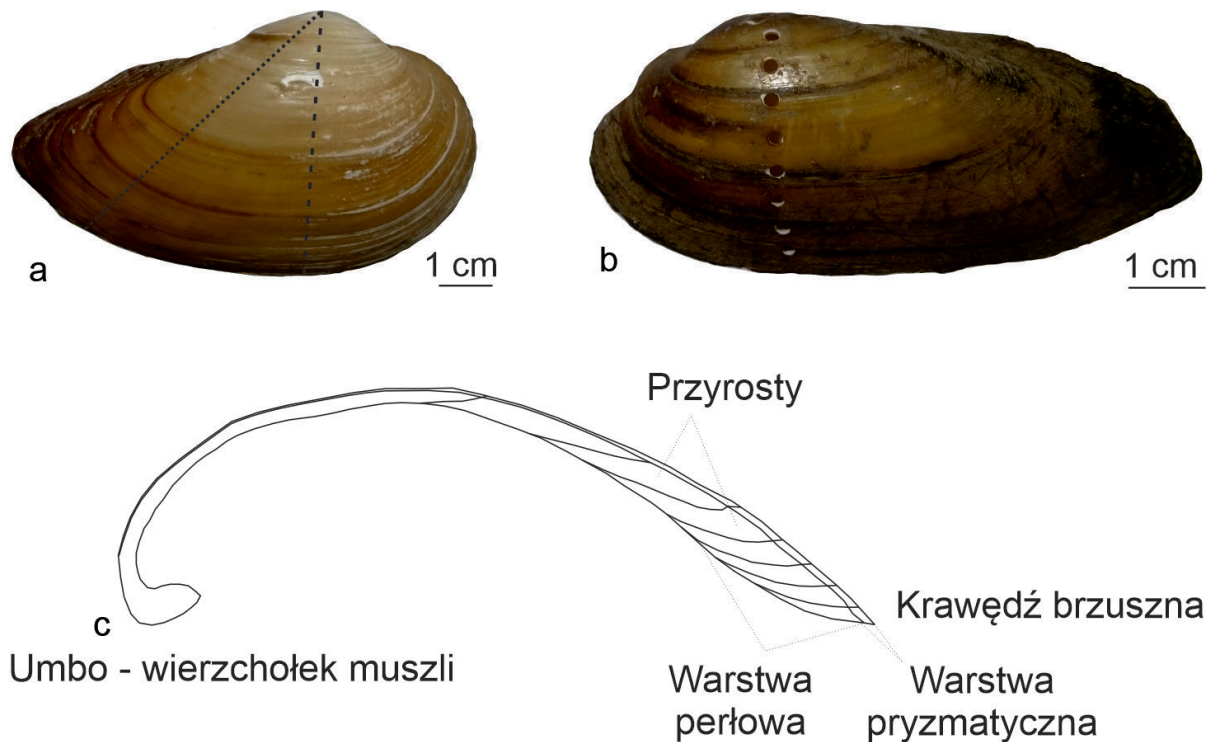 a
1 cm
b
1 cm
Przyrosty
c
Krawędź brzuszna
Umbo - wierzchołek muszli
Warstwa
perłowa
Warstwa
pryzmatyczna